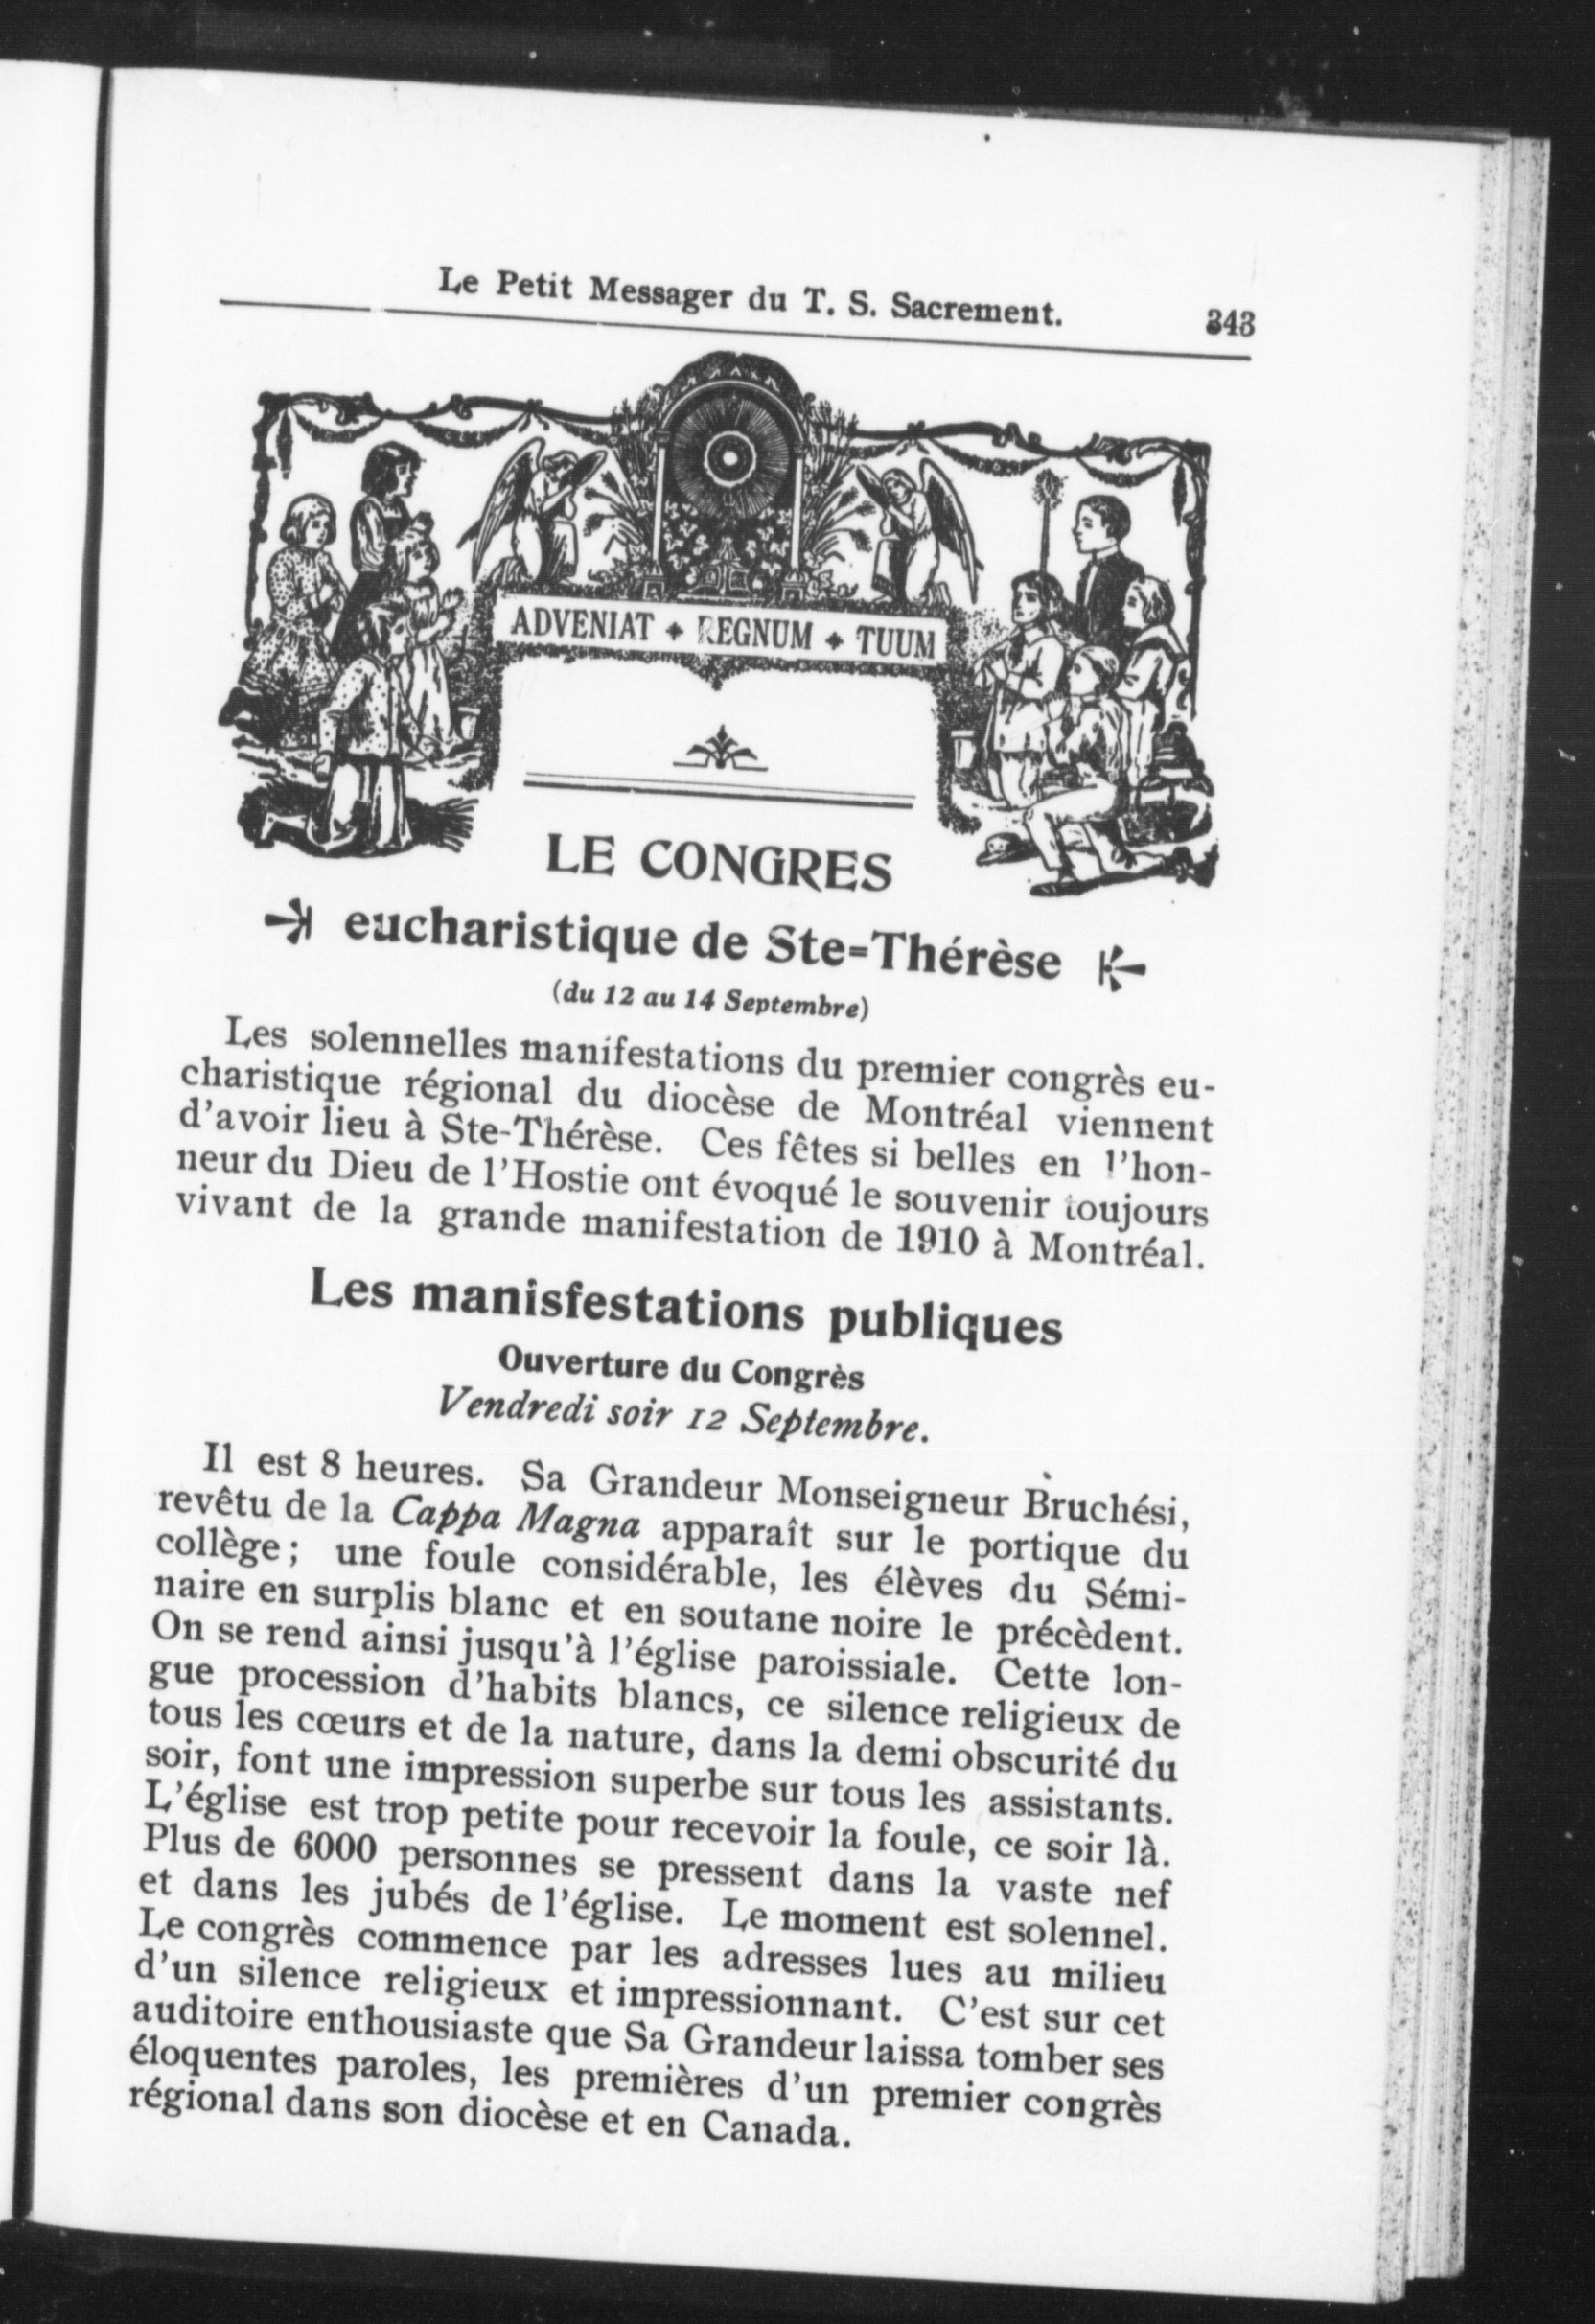 Le Petit Messager du T. S. Sacrement. 343
ADVENIAT + REGNUM + TUUM
LE CONGRES
eucharistique de Ste-Thérèse
(du 12 au 14 Septembre)
Les solennelles manifestations du premier congrès eu-
charistique régional du diocèse de Montréal viennent
d'avoir lieu à Ste-Thérèse. Ces fêtes si belles en l'hon-
neur du Dieu de l'Hostie ont évoqué le souvenir toujours
vivant de la grande manifestation de 1910 à Montréal.
Les manisfestations publiques
Ouverture du Congrès
Vendredi soir 12 Septembre.
Il est 8 heures. Sa Grandeur Monseigneur Bruchési,
revêtu de la Cappa Magna apparaît sur le portique du
collège; une foule considérable, les élèves du Sémi-
naire en surplis blanc et en soutane noire le précèdent.
On se rend ainsi jusqu'à l'église paroissiale. Cette lon-
gue procession d'habits blancs, ce silence religieux de
tous les cœurs et de la nature, dans la demi obscurité du
soir, font une impression superbe sur tous les assistants.
L'église est trop petite pour recevoir la foule, ce soir là.
Plus de 6000 personnes se pressent dans la vaste nef
et dans les jubés de l'église. Le moment est solennel.
Le congrès commence par les adresses lues au milieu
d'un silence religieux et impressionnant. C'est sur cet
auditoire enthousiaste que Sa Grandeur laissa tomber ses
éloquentes paroles, les premières d'un premier congrès
régional dans son diocèse et en Canada.